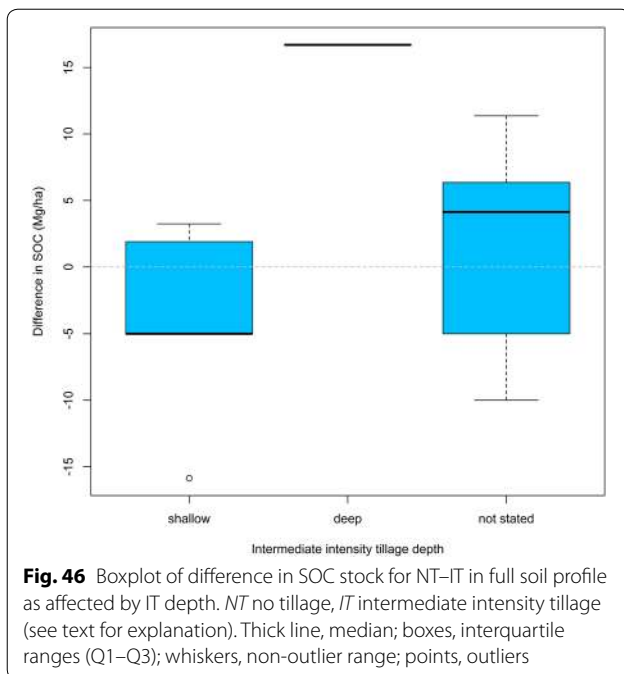 15
10
5
0
-5
-10
-15
Difference in SOC (Mg/ha)
shallow deep not stated
Intermediate intensity tillage depth
Fig. 46 Boxplot of difference in SOC stock for NT–IT in full soil profile
as affected by IT depth. NT no tillage, IT intermediate intensity tillage
(see text for explanation). Thick line, median; boxes, interquartile
ranges (Q1–Q3); whiskers, non-outlier range; points, outliers